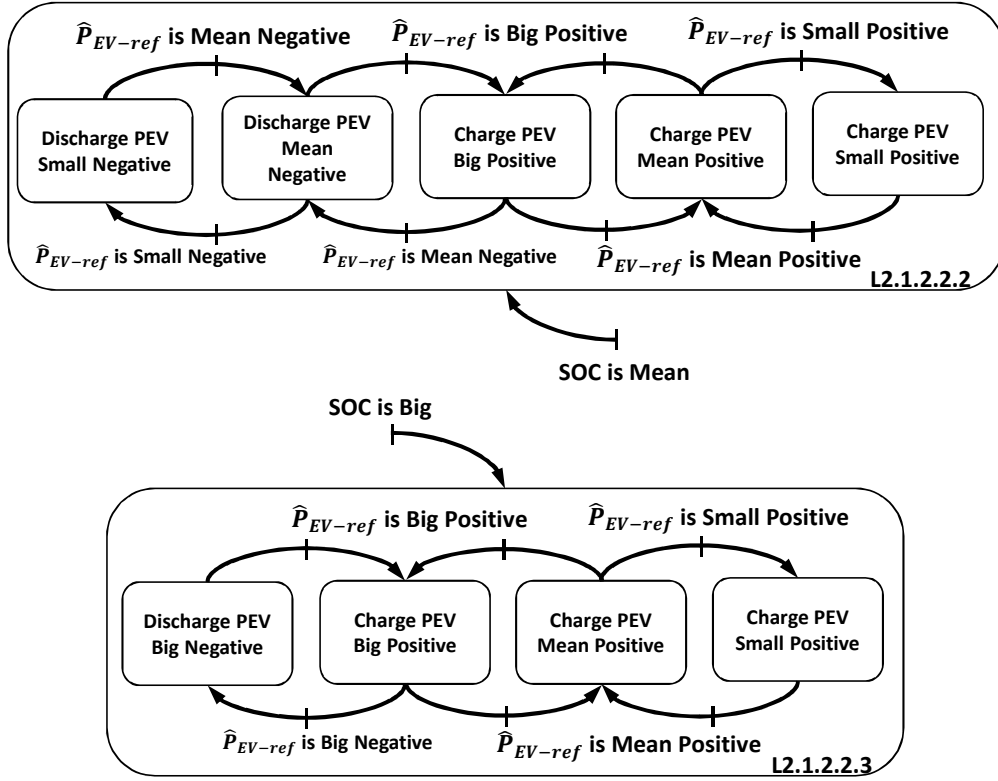 P̂EV−ref is Mean Negative
P̂EV−ref is Big Positive
P̂EV−ref is Small Positive
Discharge PEV
Small Negative
Discharge PEV
Mean
Negative
Charge PEV
Big Positive
Charge PEV
Mean Positive
Charge PEV
Small Positive
P̂EV−ref is Small Negative
P̂EV−ref is Mean Negative
P̂EV−ref is Mean Positive
L2.1.2.2.2
SOC is Mean
SOC is Big
P̂EV−ref is Big Positive
P̂EV−ref is Small Positive
Discharge PEV
Big Negative
Charge PEV
Big Positive
Charge PEV
Mean Positive
Charge PEV
Small Positive
P̂EV−ref is Big Negative
P̂EV−ref is Mean Positive
L2.1.2.2.3